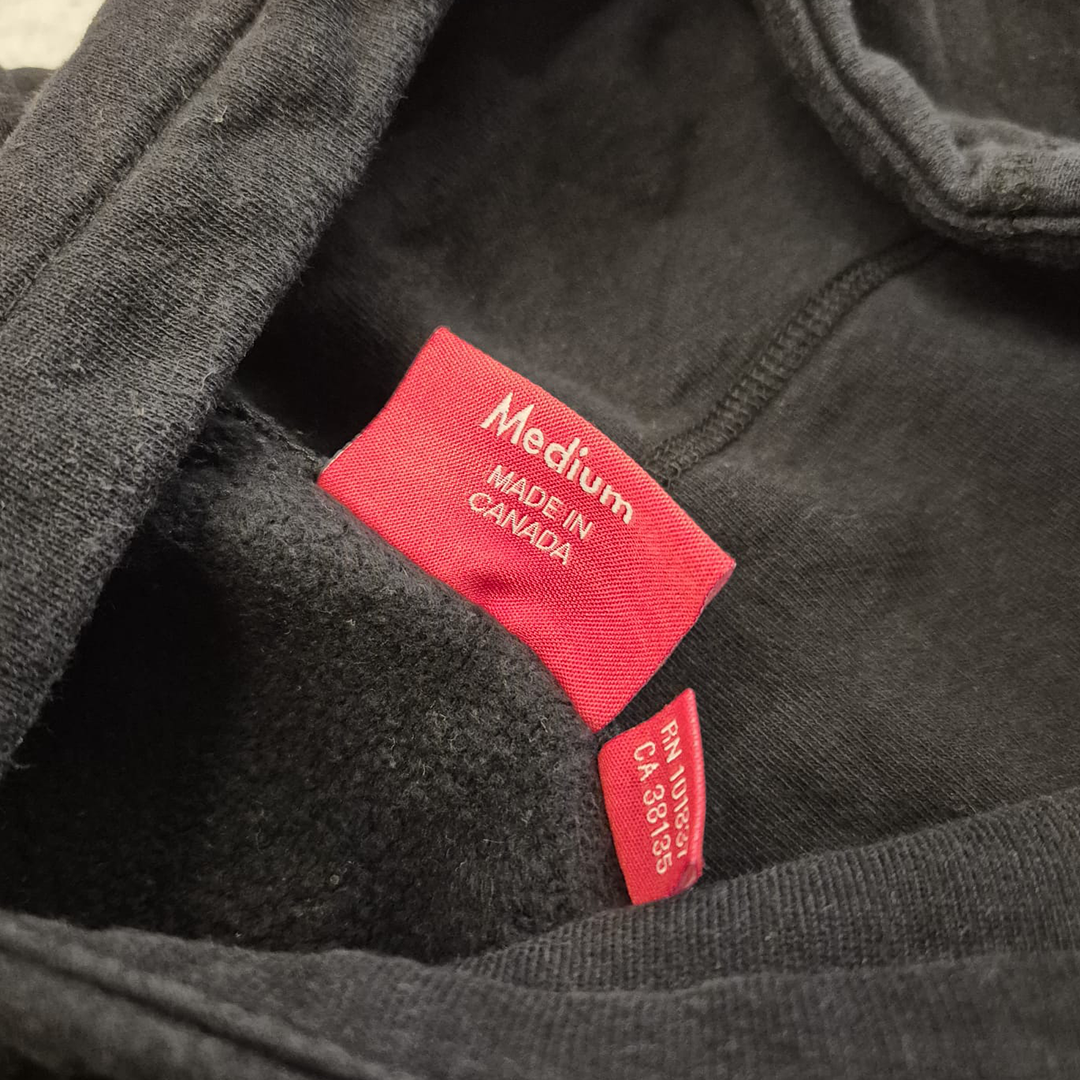 Medium
MADE IN
CANADA
RN 101837
CA 38135